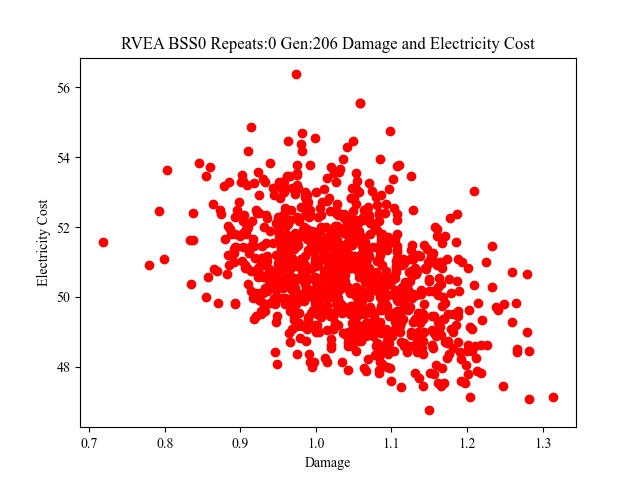 RVEA BSS0 Repeats:0 Gen:206 Damage and Electricity Cost
Electricity Cost
56
54
52
50
48
0.7 0.8 0.9 1.0 1.1 1.2 1.3
Damage